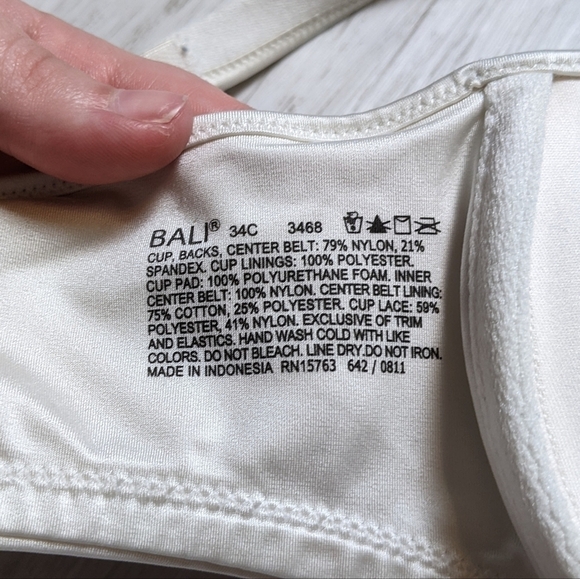 BALI® 34C 3468
CUP, BACKS, CENTER BELT: 79% NYLON, 21%
SPANDEX. CUP LININGS: 100% POLYESTER.
CUP PAD: 100% POLYURETHANE FOAM. INNER
CENTER BELT: 100% NYLON. CENTER BELT LINING:
75% COTTON, 25% POLYESTER. CUP LACE: 59%
POLYESTER, 41% NYLON. EXCLUSIVE OF TRIM
AND ELASTICS. HAND WASH COLD WITH LIKE
COLORS. DO NOT BLEACH. LINE DRY.DO NOT IRON.
MADE IN INDONESIA RN15763 642 / 0811